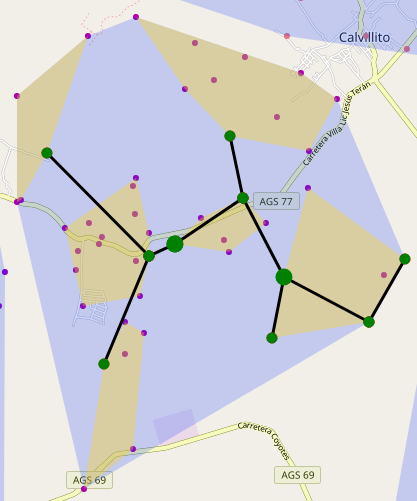 Calvillito
Carretera Villa Lic Jesús Terán
AGS 77
Carretera Coyotes
AGS 69
AGS 69